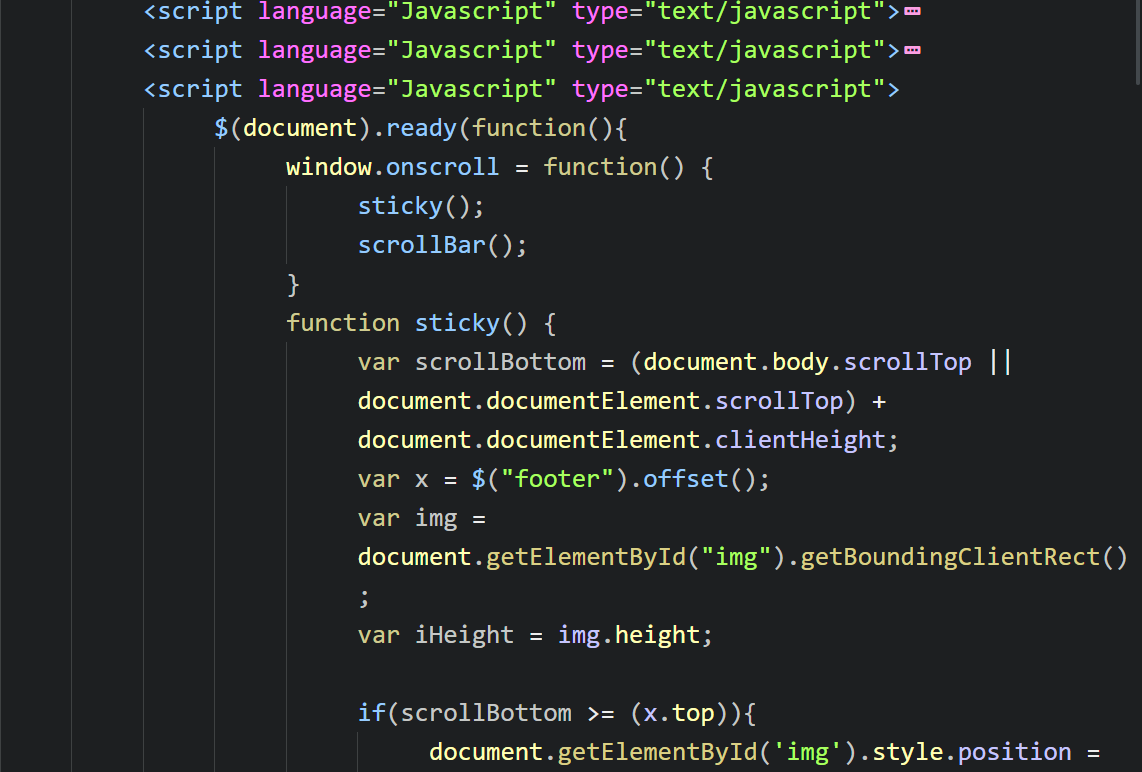 <script language="Javascript" type="text/javascript">
<script language="Javascript" type="text/javascript">
<script language="Javascript" type="text/javascript">
$(document).ready(function(){
window.onscroll = function() {
sticky();
scrollBar();
}
function sticky() {
var scrollBottom = (document.body.scrollTop ||
document.documentElement.scrollTop) +
document.documentElement.clientHeight;
var x = $("footer").offset();
var img =
document.getElementById("img").getBoundingClientRect()
;
var iHeight = img.height;
if(scrollBottom >= (x.top)){
document.getElementById('img').style.position =